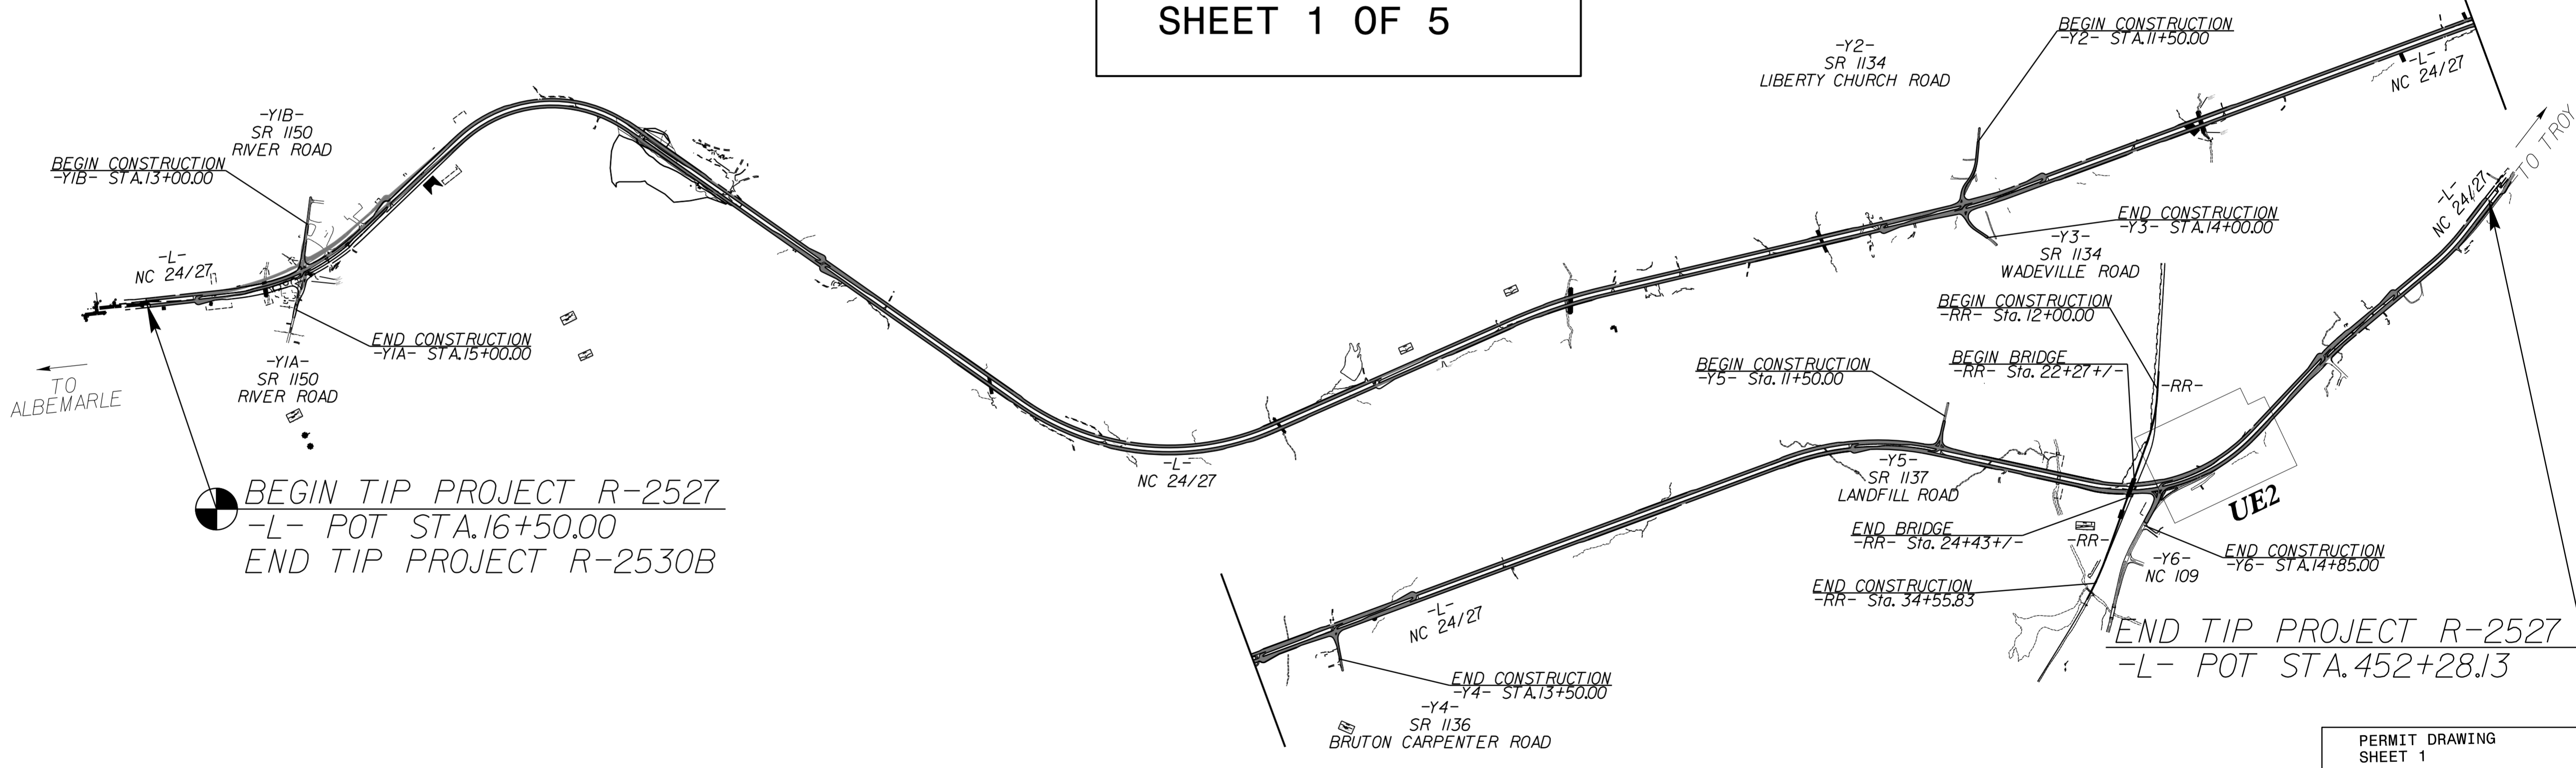 SHEET 1 OF 5
-Y1B-
SR 1150
RIVER ROAD
BEGIN CONSTRUCTION
-Y1B- STA.13+00.00
-L-
NC 24/27
TO
ALBEMARLE
END CONSTRUCTION
-Y1A- STA.15+00.00
-Y1A-
SR 1150
RIVER ROAD
BEGIN TIP PROJECT R-2527
-L- POT STA.16+50.00
END TIP PROJECT R-2530B
-L-
NC 24/27
-Y2-
SR 1134
LIBERTY CHURCH ROAD
BEGIN CONSTRUCTION
-Y2- STA.11+50.00
-L-
NC 24/27
TO TROY
END CONSTRUCTION
-Y3- STA.14+00.00
-Y3-
SR 1134
WADEVILLE ROAD
-L-
NC 24/27
BEGIN CONSTRUCTION
-RR- Sta. 12+00.00
BEGIN BRIDGE
-RR- Sta. 22+27 +/-
BEGIN CONSTRUCTION
-Y5- Sta. 11+50.00
-RR-
-Y5-
SR 1137
LANDFILL ROAD
UE2
END BRIDGE
-RR- Sta. 24+43 +/-
-RR-
-Y6-
NC 109
END CONSTRUCTION
-Y6- STA.14+85.00
END CONSTRUCTION
-RR- Sta. 34+55.83
-L-
NC 24/27
END TIP PROJECT R-2527
-L- POT STA.452+28.13
END CONSTRUCTION
-Y4- STA.13+50.00
-Y4-
SR 1136
BRUTON CARPENTER ROAD
PERMIT DRAWING
SHEET 1